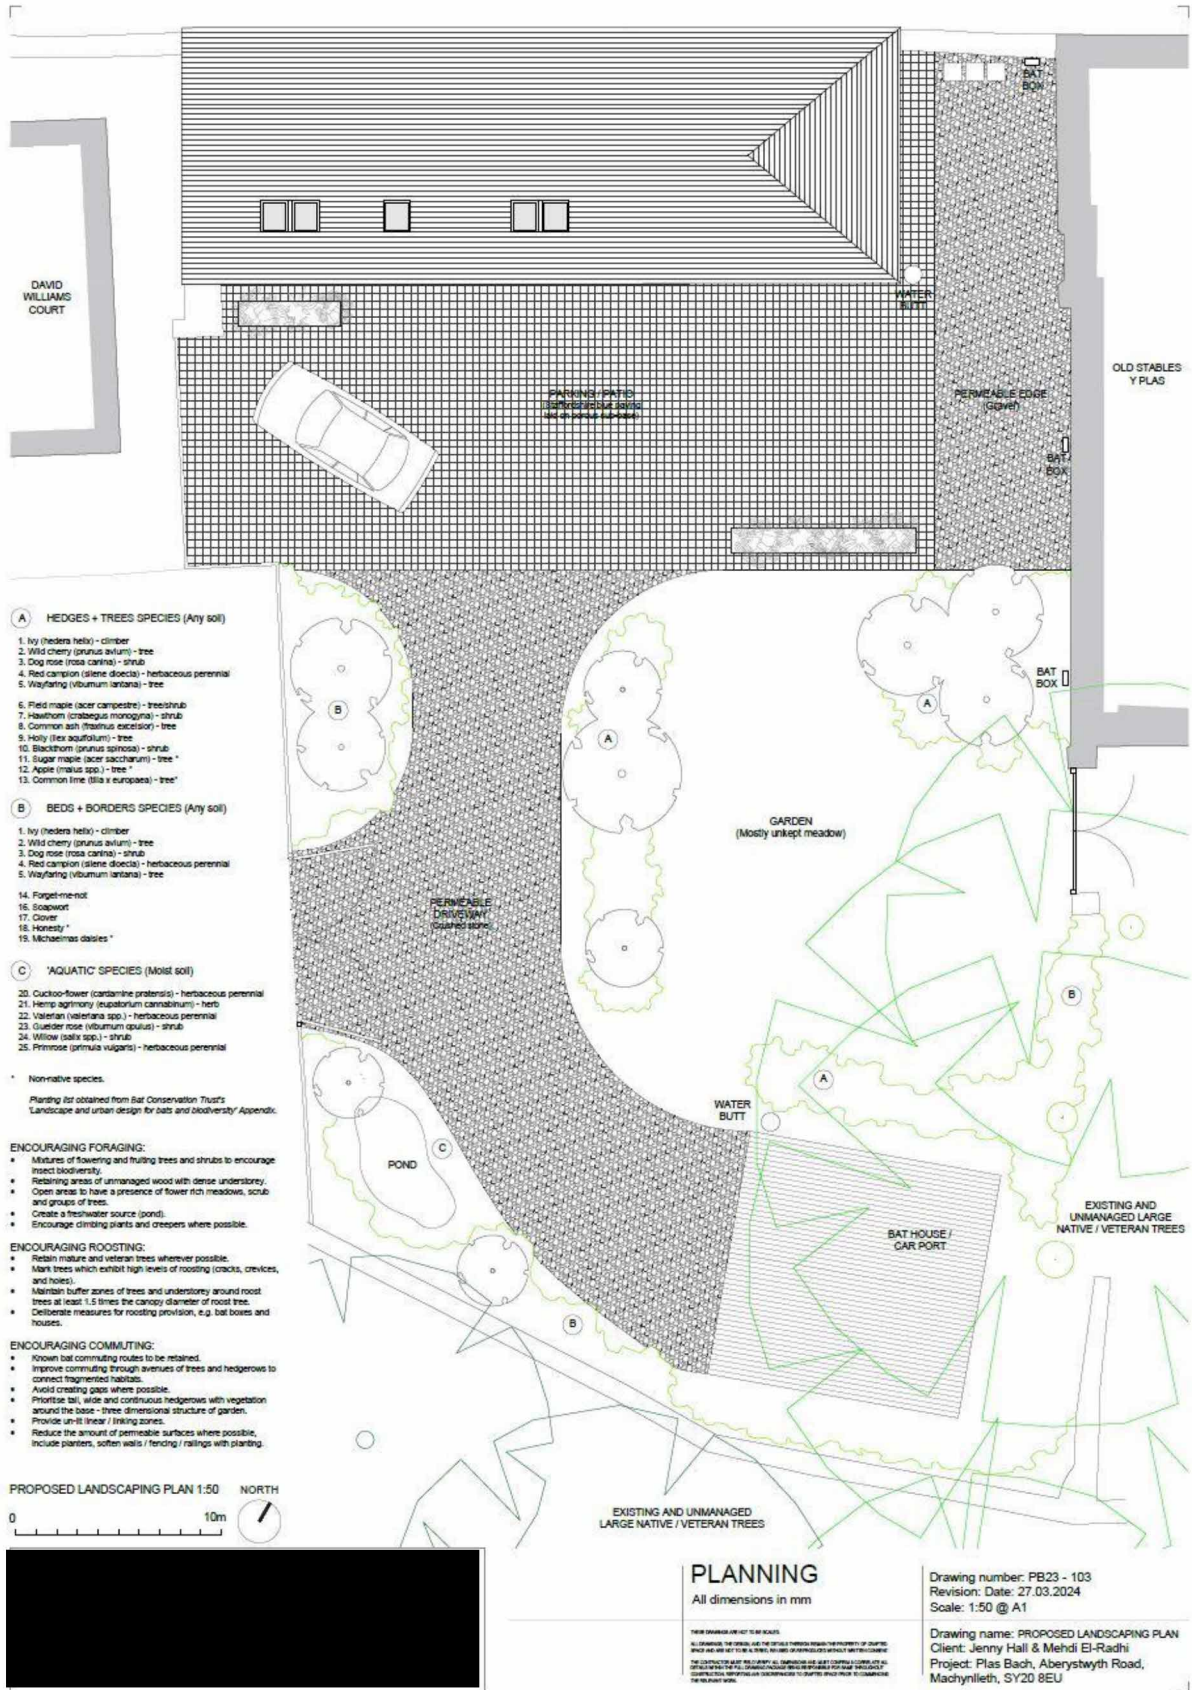 BAT
BOX
DAVID
WILLIAMS
COURT
WATER
BUTT
OLD STABLES
Y PLAS
PARKING / PATIO
(Staffordshire blue paving
laid on porous sub-base)
PERMEABLE EDGE
(Gravel)
BAT
BOX
A HEDGES + TREES SPECIES (Any soil)
1. Ivy (hedera helix) - climber
2. Wild cherry (prunus avium) - tree
3. Dog rose (rosa canina) - shrub
4. Red campion (silene dioecia) - herbaceous perennial
5. Wayfaring (viburnum lantana) - tree
6. Field maple (acer campestre) - tree/shrub
7. Hawthorn (crataegus monogyna) - shrub
8. Common ash (fraxinus excelsior) - tree
9. Holly (ilex aquifolium) - tree
10. Blackthorn (prunus spinosa) - shrub
11. Sugar maple (acer saccharum) - tree *
12. Apple (malus spp.) - tree *
13. Common lime (tilia x europaea) - tree*
B BEDS + BORDERS SPECIES (Any soil)
1. Ivy (hedera helix) - climber
2. Wild cherry (prunus avium) - tree
3. Dog rose (rosa canina) - shrub
4. Red campion (silene dioecia) - herbaceous perennial
5. Wayfaring (viburnum lantana) - tree
14. Forget-me-not
16. Soapwort
17. Clover
18. Honesty *
19. Michaelmas daisies *
C 'AQUATIC' SPECIES (Moist soil)
20. Cuckoo-flower (cardamine pratensis) - herbaceous perennial
21. Hemp agrimony (eupatorium cannabinum) - herb
22. Valerian (valeriana spp.) - herbaceous perennial
23. Guelder rose (viburnum opulus) - shrub
24. Willow (salix spp.) - shrub
25. Primrose (primula vulgaris) - herbaceous perennial
* Non-native species.
Planting list obtained from Bat Conservation Trust's
'Landscape and urban design for bats and biodiversity' Appendix.
ENCOURAGING FORAGING:
• Mixtures of flowering and fruiting trees and shrubs to encourage
insect biodiversity.
• Retaining areas of unmanaged wood with dense understorey.
• Open areas to have a presence of flower rich meadows, scrub
and groups of trees.
• Create a freshwater source (pond).
• Encourage climbing plants and creepers where possible.
ENCOURAGING ROOSTING:
• Retain mature and veteran trees wherever possible.
• Mark trees which exhibit high levels of roosting (cracks, crevices,
and holes).
• Maintain buffer zones of trees and understorey around roost
trees at least 1.5 times the canopy diameter of roost tree.
• Deliberate measures for roosting provision, e.g. bat boxes and
houses.
ENCOURAGING COMMUTING:
• Known bat commuting routes to be retained.
• Improve commuting through avenues of trees and hedgerows to
connect fragmented habitats.
• Avoid creating gaps where possible.
• Prioritise tall, wide and continuous hedgerows with vegetation
around the base - three dimensional structure of garden.
• Provide un-lit linear / linking zones.
• Reduce the amount of permeable surfaces where possible,
include planters, soften walls / fencing / railings with planting.
B
A
A
BAT
BOX
GARDEN
(Mostly unkept meadow)
PERMEABLE
DRIVEWAY
(Crushed stone)
B
A
WATER
BUTT
C
POND
BAT HOUSE /
CAR PORT
EXISTING AND
UNMANAGED LARGE
NATIVE / VETERAN TREES
B
EXISTING AND UNMANAGED
LARGE NATIVE / VETERAN TREES
PROPOSED LANDSCAPING PLAN 1:50 NORTH
0 10m
PLANNING
All dimensions in mm
THESE DRAWINGS ARE NOT TO BE SCALED.
Drawing number: PB23 - 103
Revision: Date: 27.03.2024
Scale: 1:50 @ A1
Drawing name: PROPOSED LANDSCAPING PLAN
Client: Jenny Hall & Mehdi El-Radhi
Project: Plas Bach, Aberystwyth Road,
Machynlleth, SY20 8EU